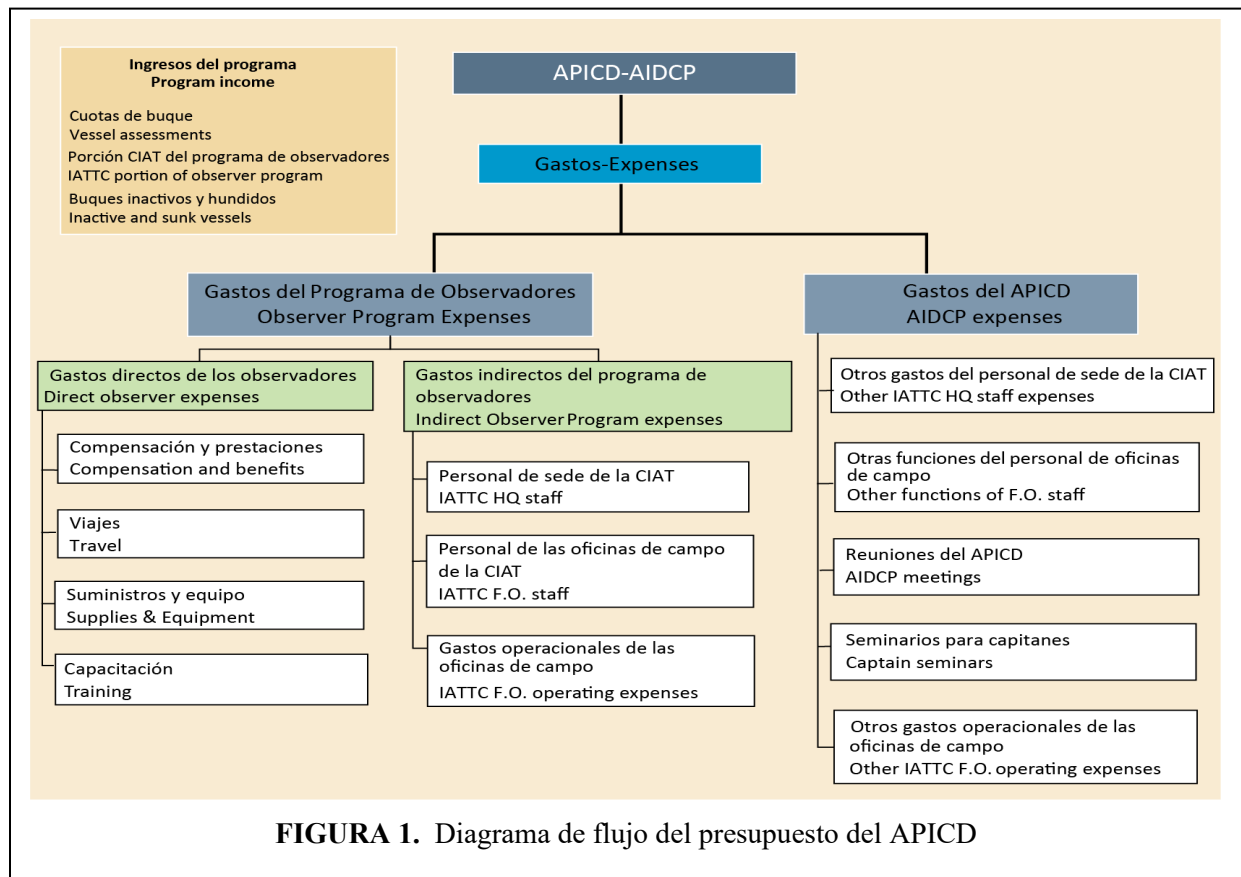 Ingresos del programa
Program income
Cuotas de buque
Vessel assessments
Porción CIAT del programa de observadores
IATTC portion of observer program
Buques inactivos y hundidos
Inactive and sunk vessels
APICD-AIDCP
Gastos-Expenses
Gastos del Programa de Observadores
Observer Program Expenses
Gastos directos de los observadores
Direct observer expenses
Compensación y prestaciones
Compensation and benefits
Viajes
Travel
Suministros y equipo
Supplies & Equipment
Capacitación
Training
Gastos indirectos del programa de
observadores
Indirect Observer Program expenses
Personal de sede de la CIAT
IATTC HQ staff
Personal de las oficinas de campo
de la CIAT
IATTC F.O. staff
Gastos operacionales de las
oficinas de campo
IATTC F.O. operating expenses
Gastos del APICD
AIDCP expenses
Otros gastos del personal de sede de la CIAT
Other IATTC HQ staff expenses
Otras funciones del personal de oficinas
de campo
Other functions of F.O. staff
Reuniones del APICD
AIDCP meetings
Seminarios para capitanes
Captain seminars
Otros gastos operacionales de las
oficinas de campo
Other IATTC F.O. operating expenses
FIGURA 1. Diagrama de flujo del presupuesto del APICD